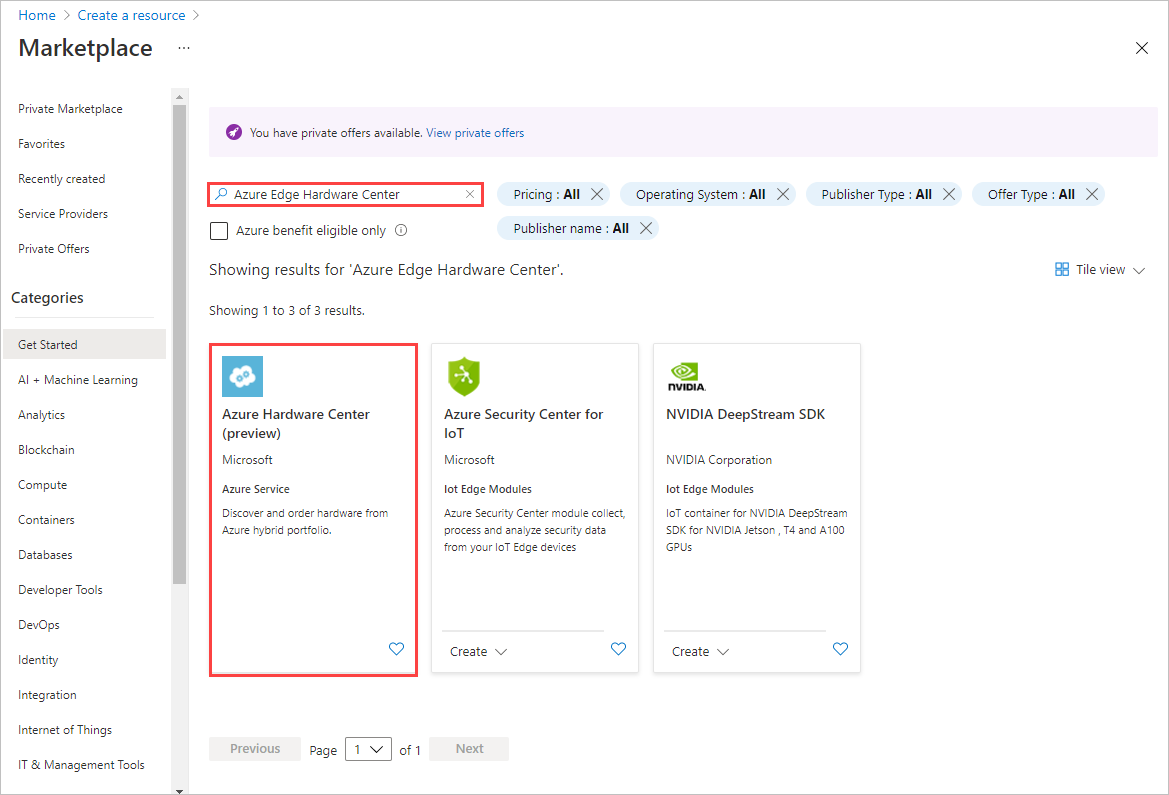 Home > Create a resource >
Marketplace ...
Private Marketplace
Favorites
Recently created
Service Providers
Private Offers
Categories
Get Started
AI + Machine Learning
Analytics
Blockchain
Compute
Containers
Databases
Developer Tools
DevOps
Identity
Integration
Internet of Things
IT & Management Tools
You have private offers available. View private offers
Azure Edge Hardware Center
Pricing : All
Operating System : All
Publisher Type : All
Offer Type : All
Azure benefit eligible only
Publisher name : All
Showing results for 'Azure Edge Hardware Center'.
Tile view
Showing 1 to 3 of 3 results.
Azure Hardware Center
(preview)
Microsoft
Azure Service
Discover and order hardware from
Azure hybrid portfolio.
Azure Security Center for
IoT
Microsoft
Iot Edge Modules
Azure Security Center module collect,
process and analyze security data
from your IoT Edge devices
Create
NVIDIA.
NVIDIA DeepStream SDK
NVIDIA Corporation
Iot Edge Modules
IoT container for NVIDIA DeepStream
SDK for NVIDIA Jetson , T4 and A100
GPUs
Create
Previous
Page 1 of 1
Next